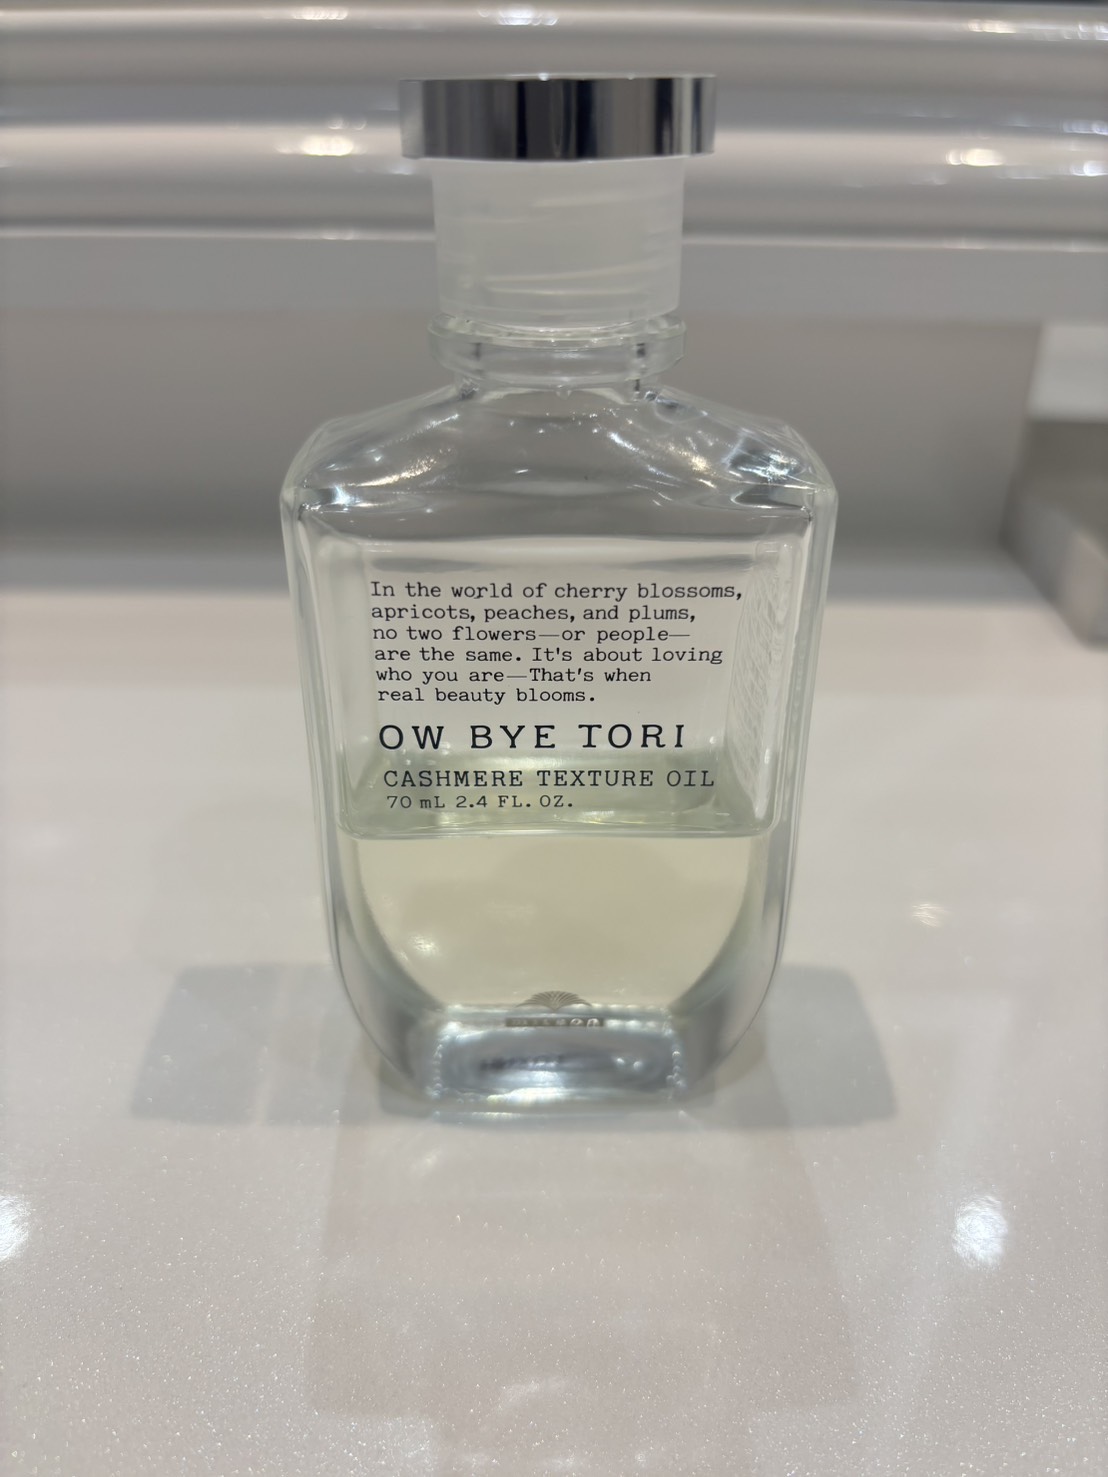 In the world of cherry blossoms,
apricots, peaches, and plums,
no two flowers—or people—
are the same. It's about loving
who you are—That's when
real beauty blooms.
OW BYE TORI
CASHMERE TEXTURE OIL
70 mL 2.4 FL. OZ.